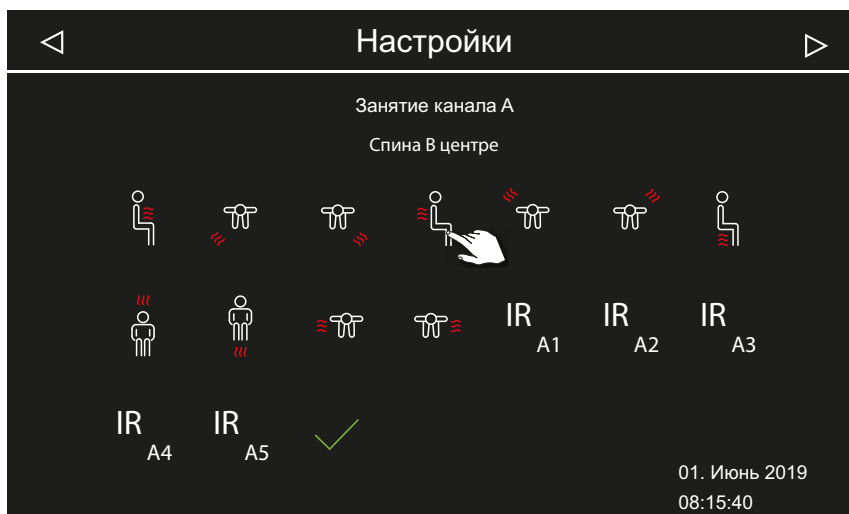 Настройки
Занятие канала A
Спина В центре
IR A1
IR A2
IR A3
IR A4
IR A5
01. Июнь 2019
08:15:40